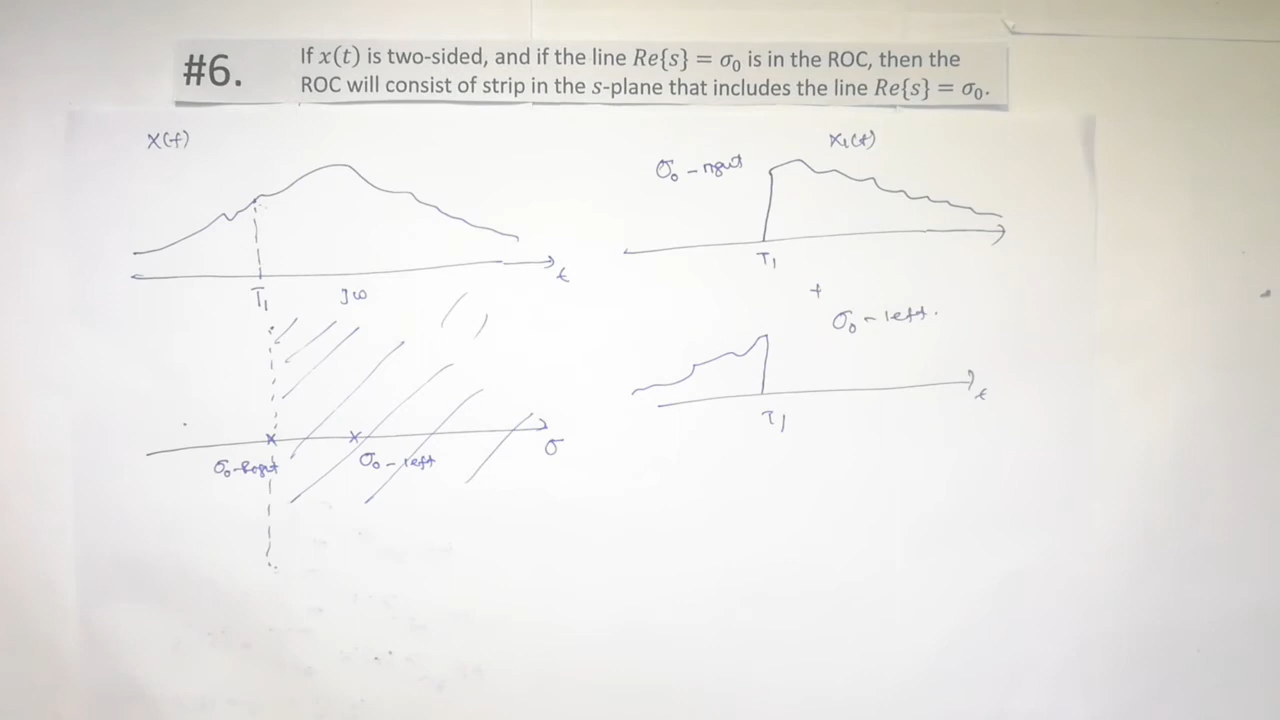 #6.
If x(t) is two-sided, and if the line Re{s} = σ₀ is in the ROC, then the
ROC will consist of strip in the s-plane that includes the line Re{s} = σ₀.
x(t)
T₁
t
jω
σ₀-Right
σ₀-left
σ
x₁(t)
σ₀-right
T₁
+
σ₀-left.
T₁
t